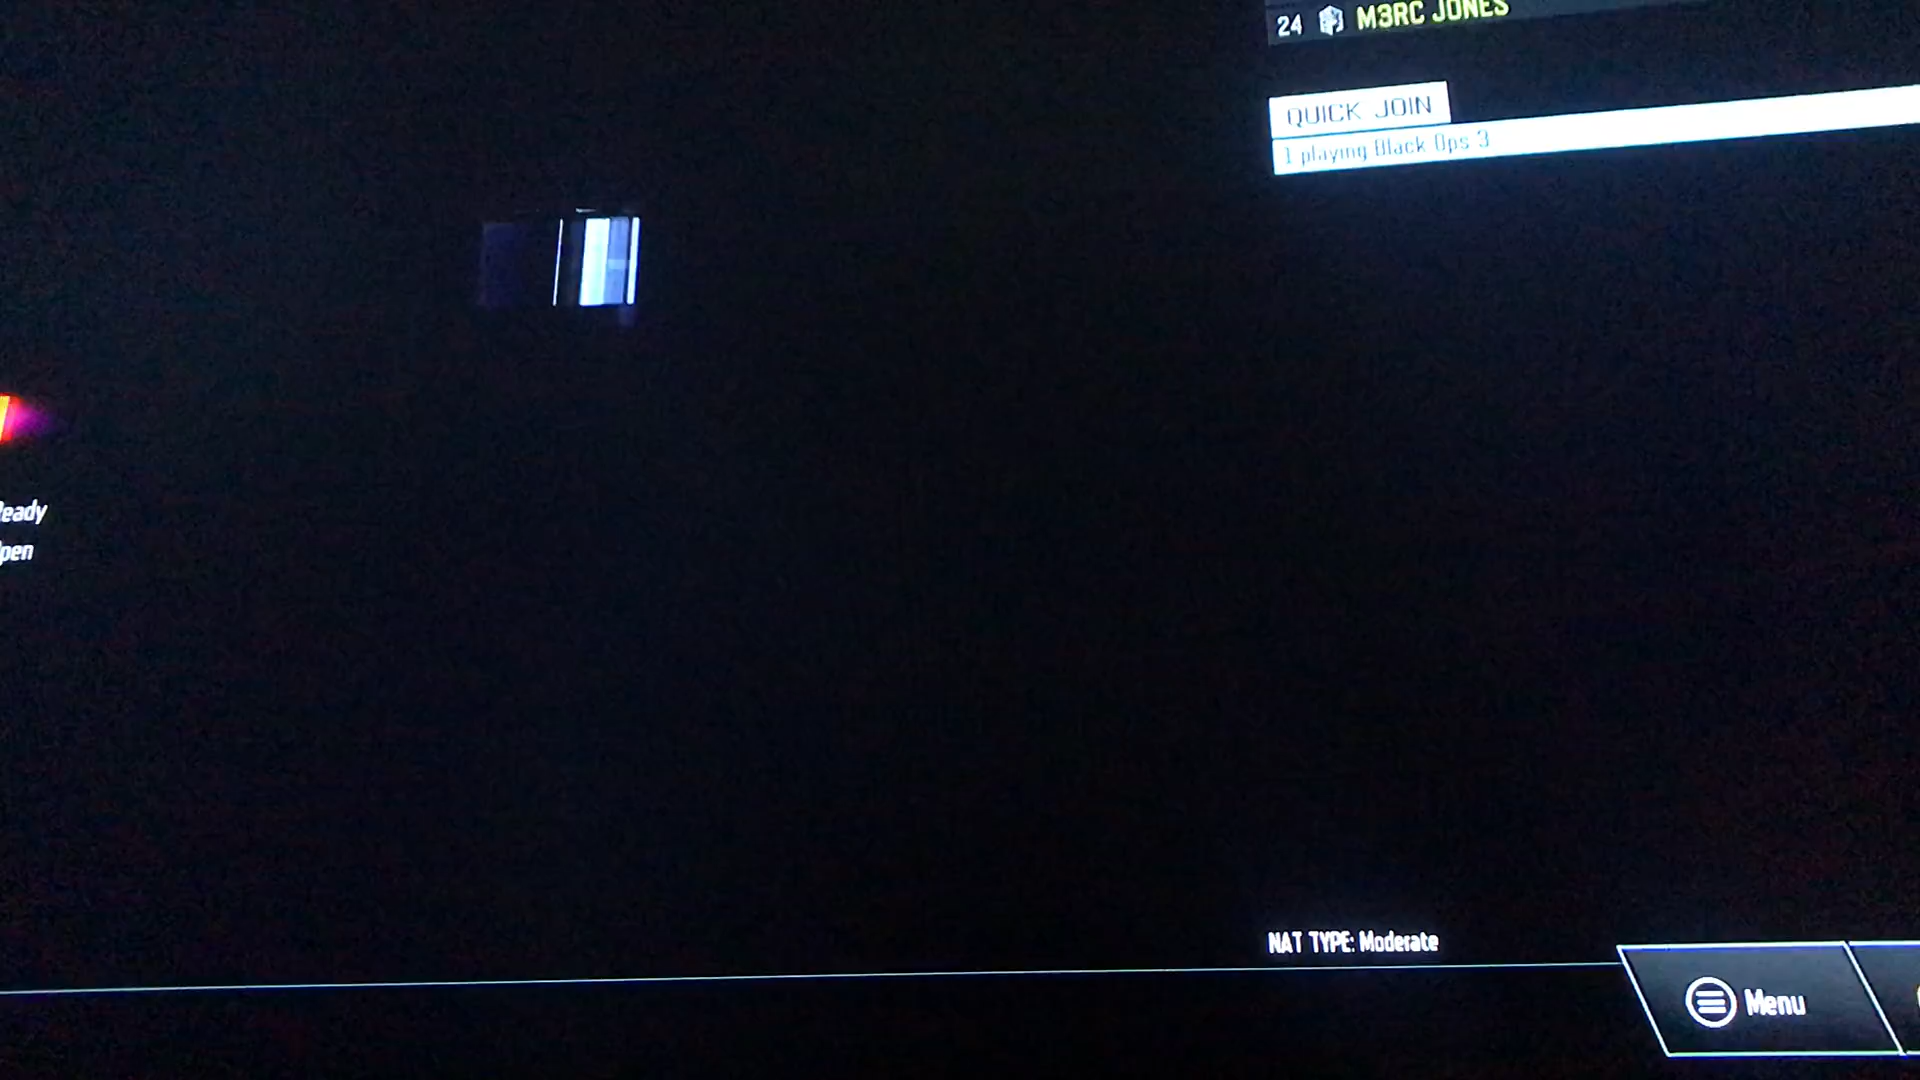 24 M3RC JONES
QUICK JOIN
1 playing Black Ops 3
eady
pen
NAT TYPE: Moderate
Menu